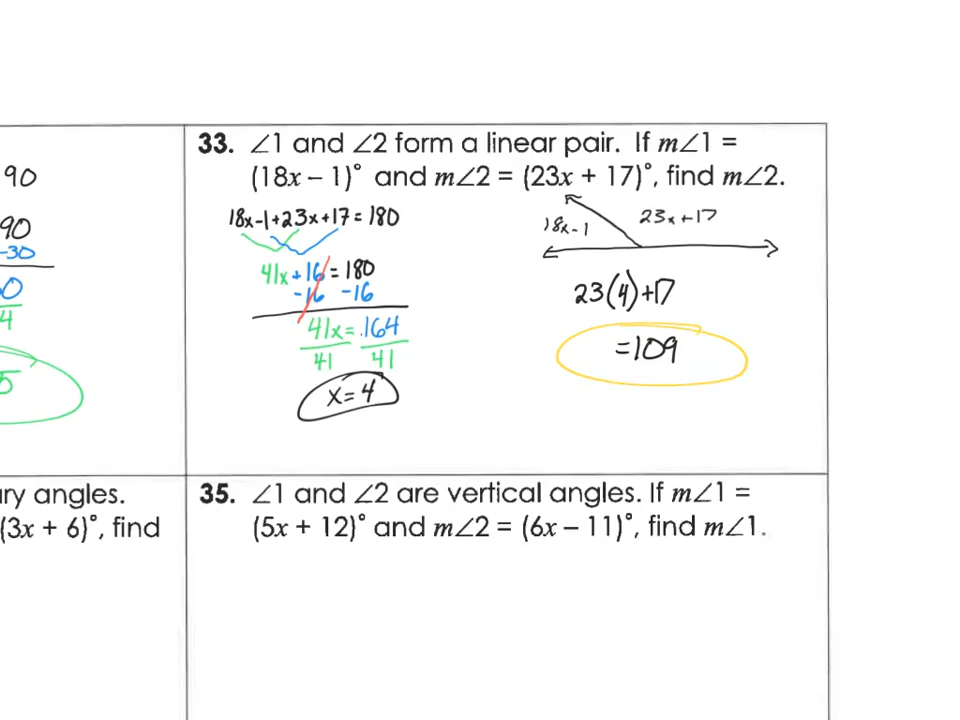 90
90
-30
4
33. ∠1 and ∠2 form a linear pair. If m∠1 =
(18x – 1)° and m∠2 = (23x + 17)°, find m∠2.
18x-1+23x+17=180
41x+16=180
-16 -16
41x=164
41 41
x=4
18x-1
23x+17
23(4)+17
=109
ary angles.
(3x + 6)°, find
35. ∠1 and ∠2 are vertical angles. If m∠1 =
(5x + 12)° and m∠2 = (6x – 11)°, find m∠1.